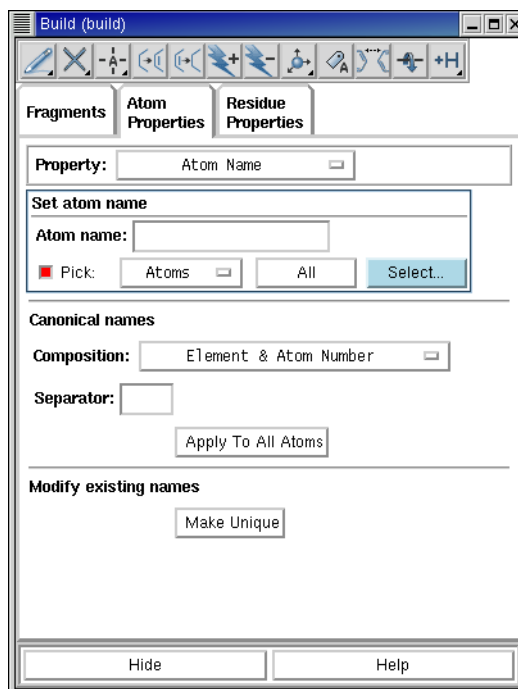 Build (build)
A + - A +H
Fragments Atom Properties Residue Properties
Property: Atom Name
Set atom name
Atom name:
Pick: Atoms All Select...
Canonical names
Composition: Element & Atom Number
Separator:
Apply To All Atoms
Modify existing names
Make Unique
Hide Help